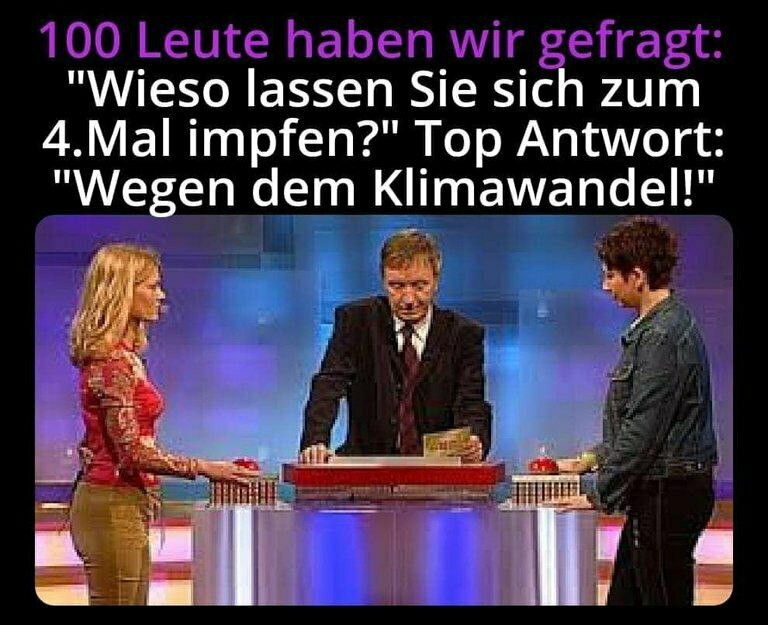 100 Leute haben wir gefragt:
"Wieso lassen Sie sich zum
4.Mal impfen?" Top Antwort:
"Wegen dem Klimawandel!"